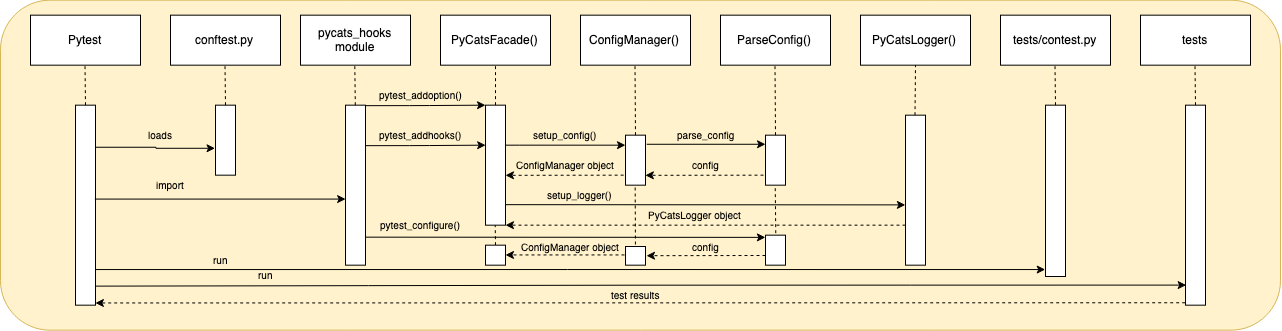 Pytest
conftest.py
pycats_hooks
module
PyCatsFacade()
ConfigManager()
ParseConfig()
PyCatsLogger()
tests/contest.py
tests
pytest_addoption()
loads
pytest_addhooks()
setup_config()
parse_config
ConfigManager object
config
import
setup_logger()
PyCatsLogger object
pytest_configure()
ConfigManager object
config
run
run
test results